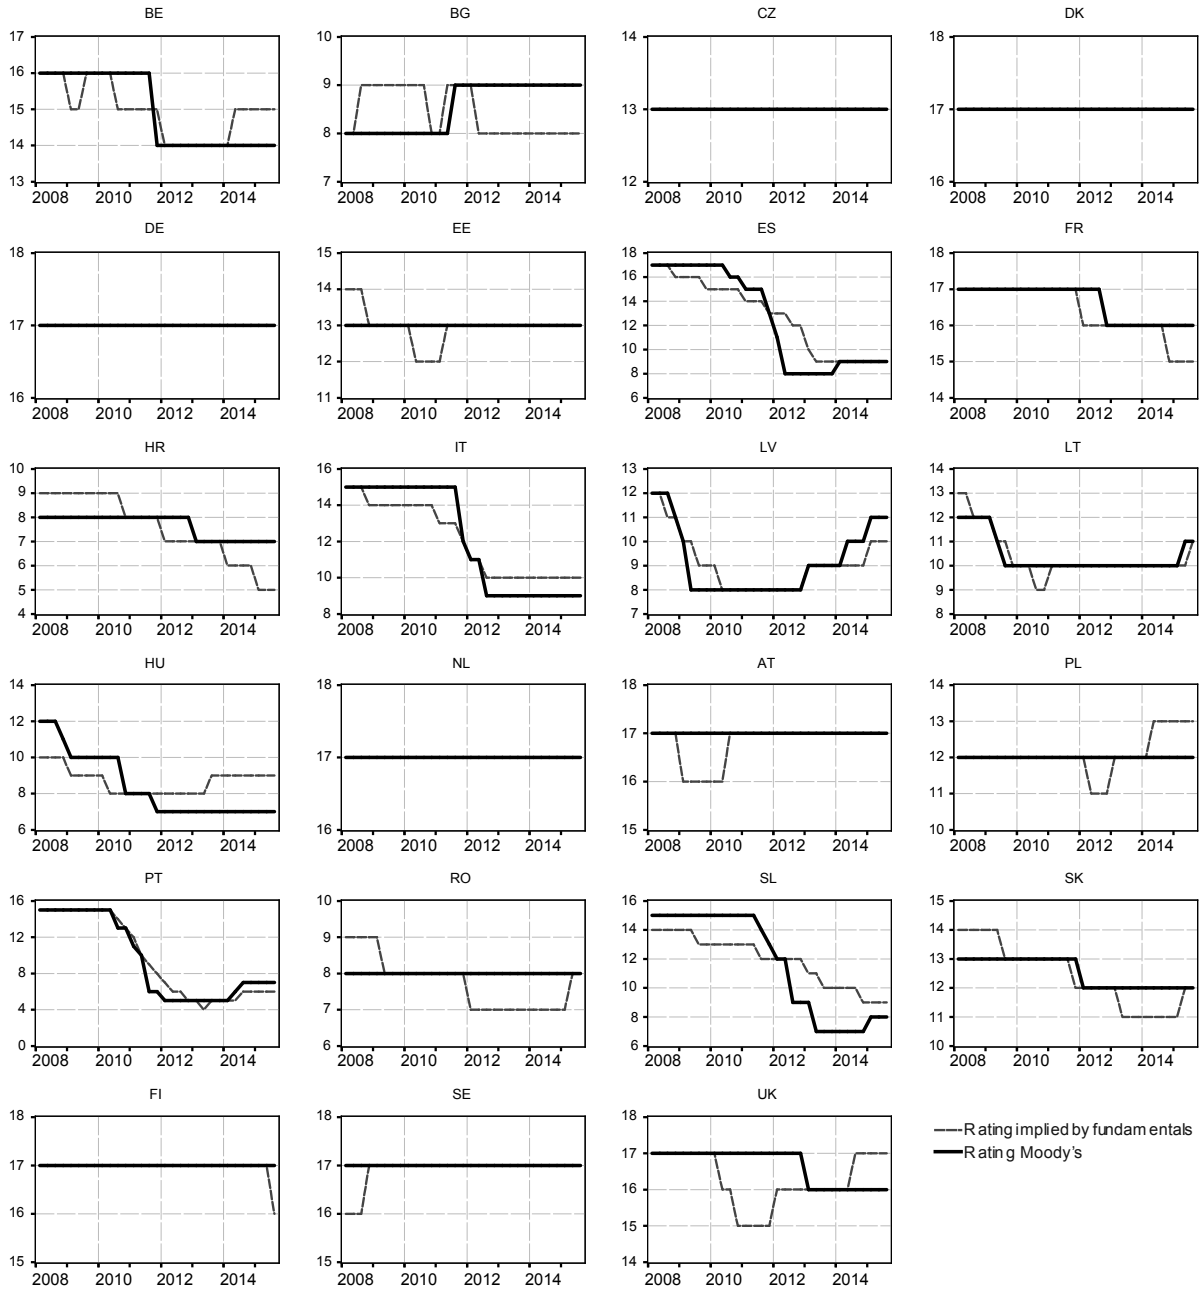 BE BG CZ DK
17 10 14 18
16 9 13 17
15 8 12 16
14 7
13
2008 2010 2012 2014 2008 2010 2012 2014 2008 2010 2012 2014 2008 2010 2012 2014
DE EE ES FR
18 15 18 18
17 14 16 17
16 13 14 16
12 12 15
11 10 14
8
6
2008 2010 2012 2014 2008 2010 2012 2014 2008 2010 2012 2014 2008 2010 2012 2014
HR IT LV LT
10 16 13 14
9 14 12 13
8 12 11 12
7 10 10 11
6 8 9 10
5 8 9
4 7 8
2008 2010 2012 2014 2008 2010 2012 2014 2008 2010 2012 2014 2008 2010 2012 2014
HU NL AT PL
14 18 18 14
12 17 17 13
10 16 16 12
8 15 11
6 10
2008 2010 2012 2014 2008 2010 2012 2014 2008 2010 2012 2014 2008 2010 2012 2014
PT RO SL SK
16 10 16 15
12 9 14 14
8 8 12 13
4 7 10 12
0 6 8 11
6 10
2008 2010 2012 2014 2008 2010 2012 2014 2008 2010 2012 2014 2008 2010 2012 2014
FI SE UK
18 18 18
17 17 17
16 16 16
15 15 15
14
2008 2010 2012 2014 2008 2010 2012 2014 2008 2010 2012 2014
Rating implied by fundamentals
Rating Moody's